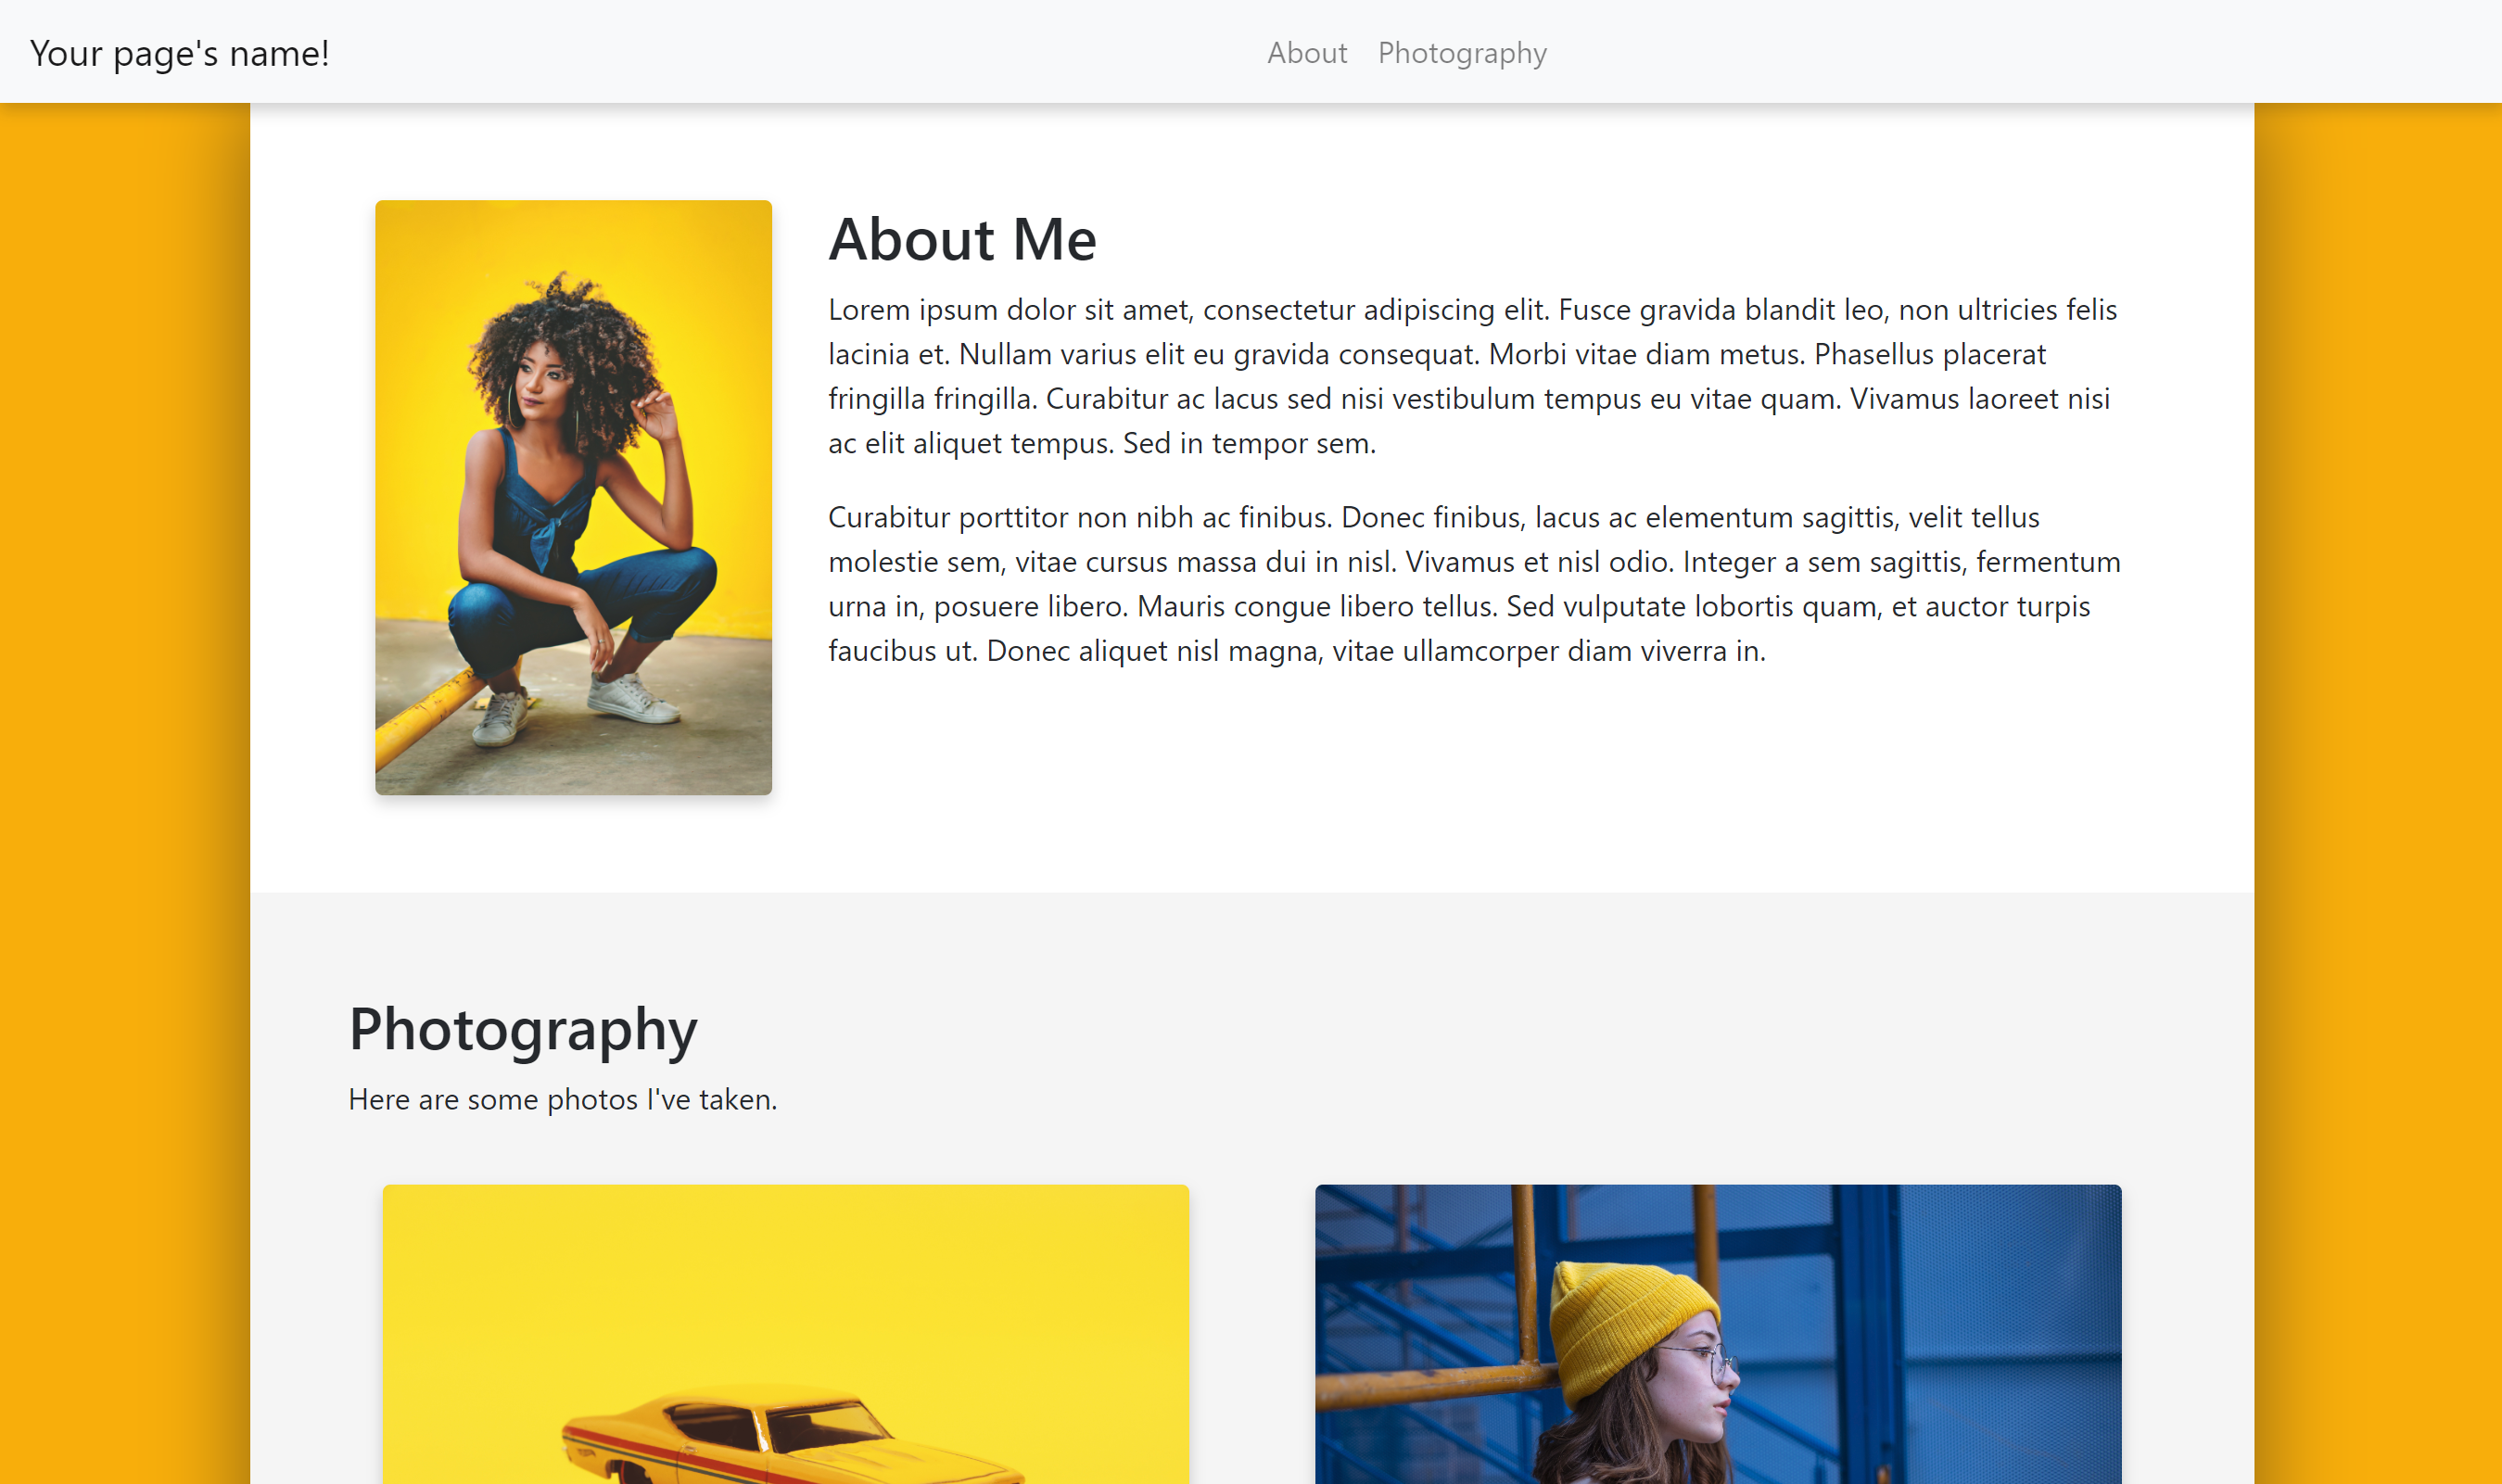 Your page's name!
About
Photography
About Me
Lorem ipsum dolor sit amet, consectetur adipiscing elit. Fusce gravida blandit leo, non ultricies felis
lacinia et. Nullam varius elit eu gravida consequat. Morbi vitae diam metus. Phasellus placerat
fringilla fringilla. Curabitur ac lacus sed nisi vestibulum tempus eu vitae quam. Vivamus laoreet nisi
ac elit aliquet tempus. Sed in tempor sem.
Curabitur porttitor non nibh ac finibus. Donec finibus, lacus ac elementum sagittis, velit tellus
molestie sem, vitae cursus massa dui in nisl. Vivamus et nisl odio. Integer a sem sagittis, fermentum
urna in, posuere libero. Mauris congue libero tellus. Sed vulputate lobortis quam, et auctor turpis
faucibus ut. Donec aliquet nisl magna, vitae ullamcorper diam viverra in.
Photography
Here are some photos I've taken.